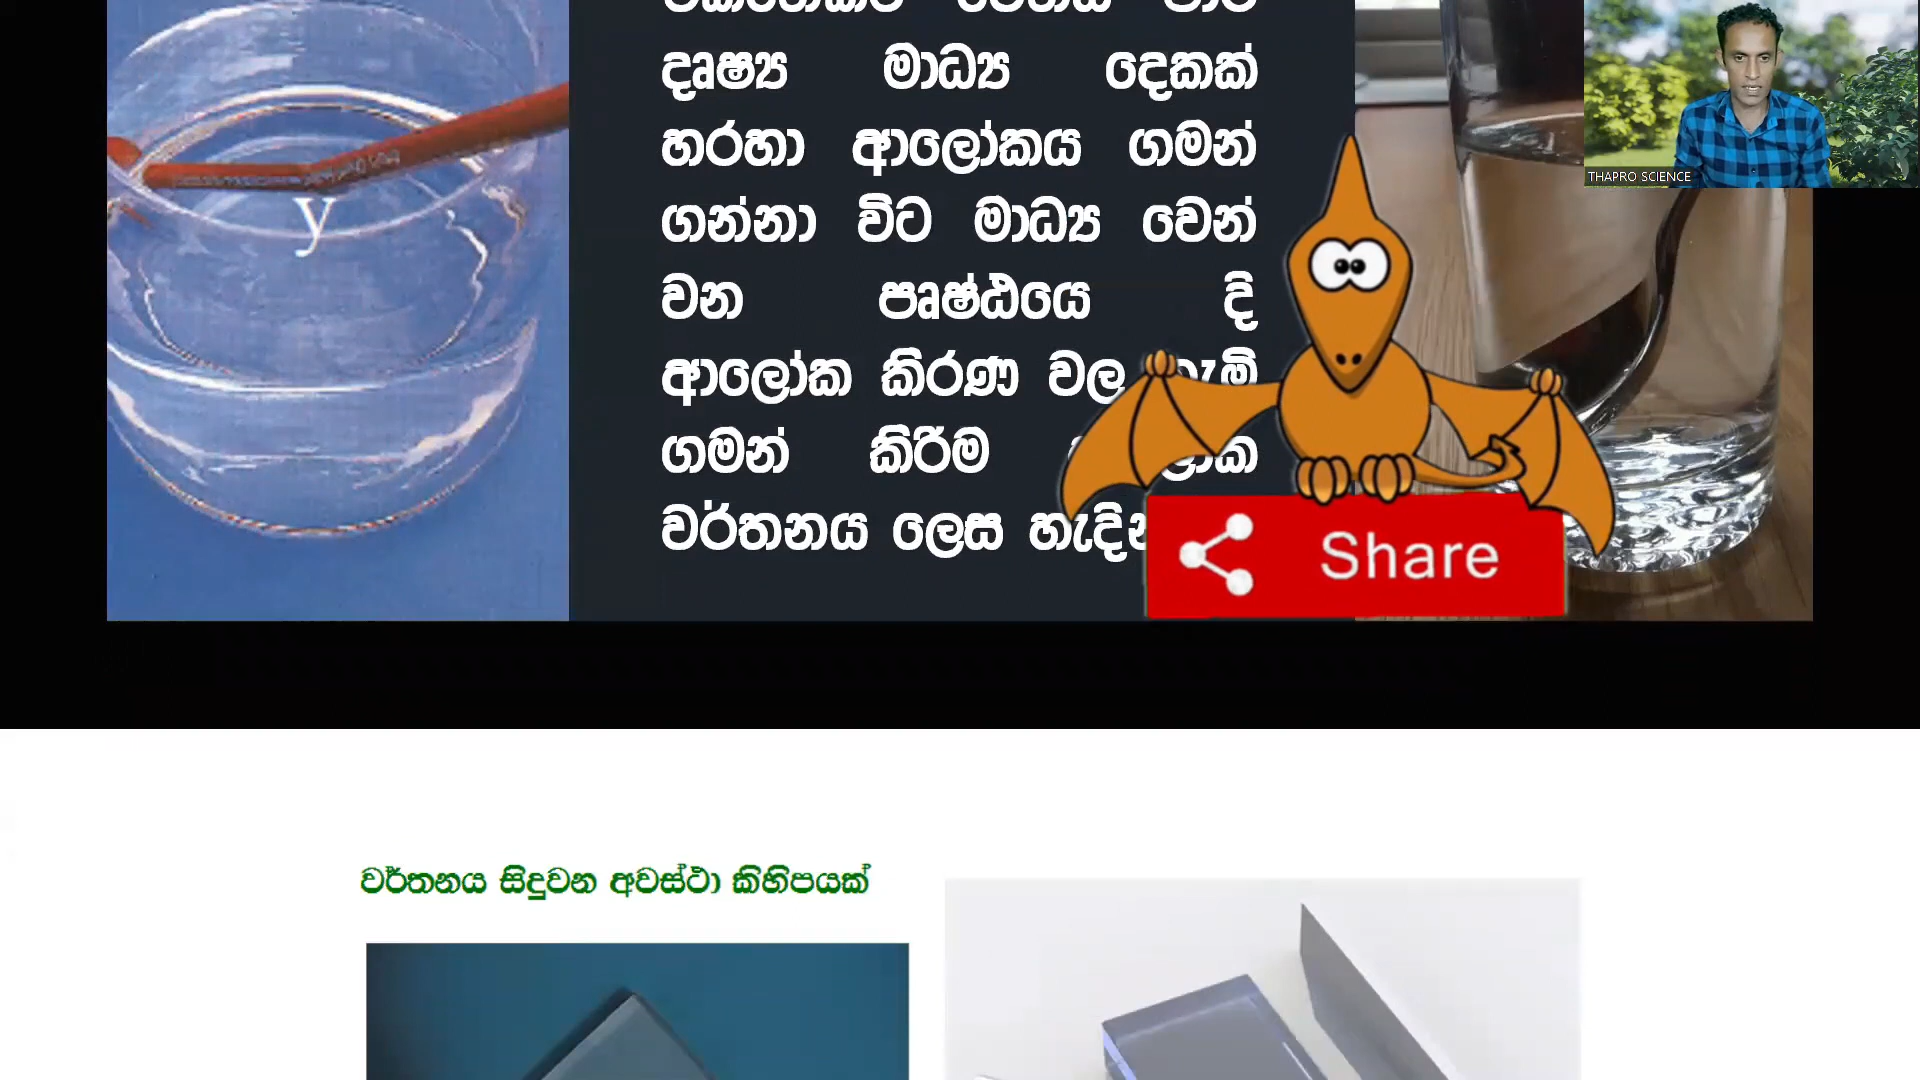 දෘෂ්‍ය මාධ්‍ය දෙකක්
හරහා ආලෝකය ගමන්
ගන්නා විට මාධ්‍ය වෙන්
වන පෘෂ්ඨයෙ දි
ආලෝක කිරණ වල
ගමන් කිරිම
වර්තනය ලෙස
y
Share
THAPRO SCIENCE
වර්තනය සිදුවන අවස්ථා කිහිපයක්